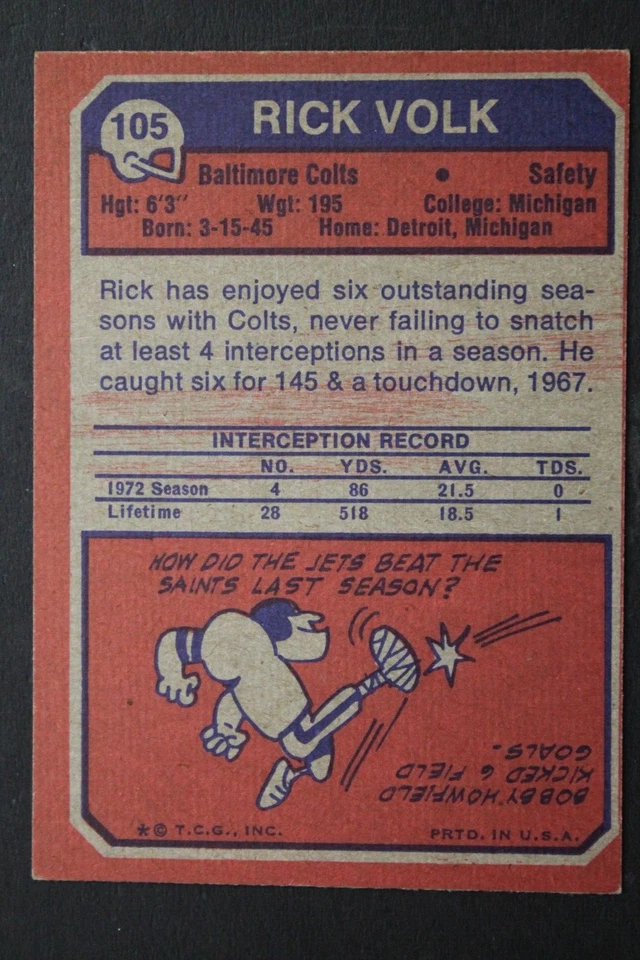 105
RICK VOLK
Baltimore Colts • Safety
Hgt: 6'3" Wgt: 195 College: Michigan
Born: 3-15-45 Home: Detroit, Michigan
Rick has enjoyed six outstanding sea-
sons with Colts, never failing to snatch
at least 4 interceptions in a season. He
caught six for 145 & a touchdown, 1967.
INTERCEPTION RECORD
NO. YDS. AVG. TDS.
1972 Season 4 86 21.5 0
Lifetime 28 518 18.5 1
HOW DID THE JETS BEAT THE
SAINTS LAST SEASON?
BOBBY HOWFIELD
KICKED 6 FIELD
GOALS.
*© T.C.G., INC. PRTD. IN U.S.A.